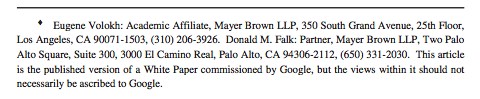 ♦ Eugene Volokh: Academic Affiliate, Mayer Brown LLP, 350 South Grand Avenue, 25th Floor,
Los Angeles, CA 90071-1503, (310) 206-3926. Donald M. Falk: Partner, Mayer Brown LLP, Two Palo
Alto Square, Suite 300, 3000 El Camino Real, Palo Alto, CA 94306-2112, (650) 331-2030. This article
is the published version of a White Paper commissioned by Google, but the views within it should not
necessarily be ascribed to Google.